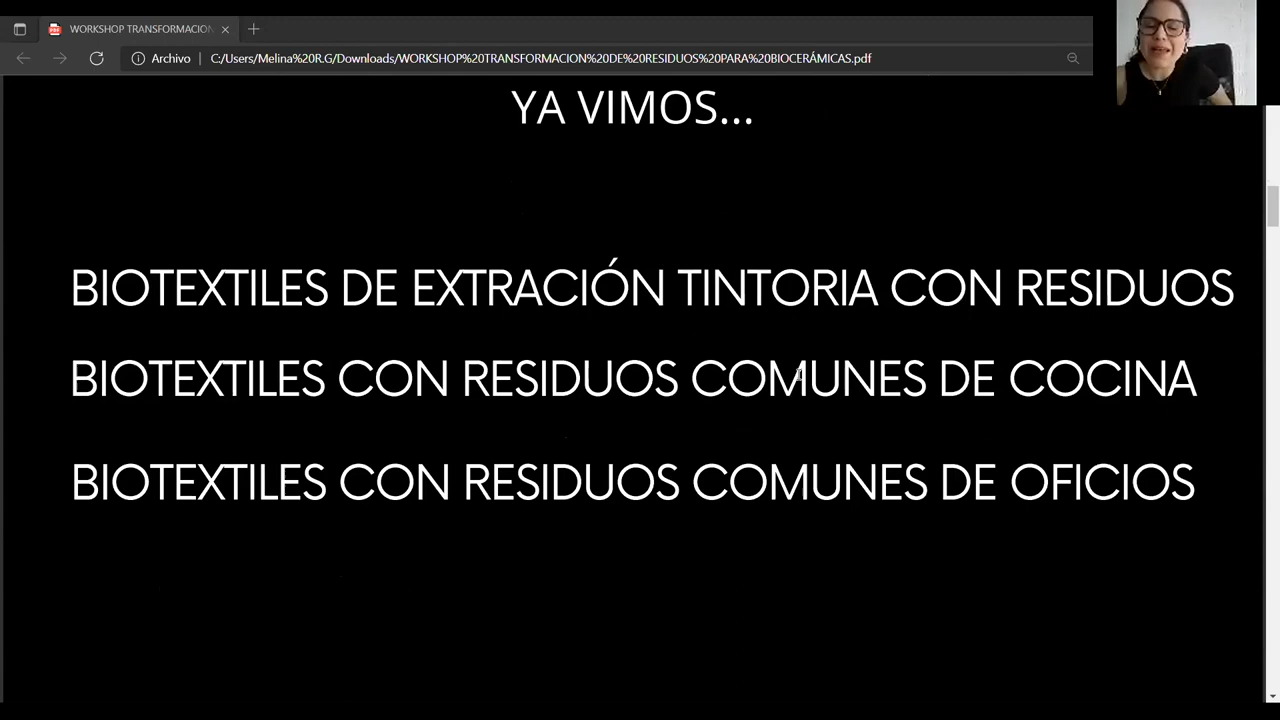 WORKSHOP TRANSFORMACION
Archivo
C:/Users/Melina%20R.G/Downloads/WORKSHOP%20TRANSFORMACION%20DE%20RESIDUOS%20PARA%20BIOCERÁMICAS.pdf
YA VIMOS...
BIOTEXTILES DE EXTRACIÓN TINTORIA CON RESIDUOS
BIOTEXTILES CON RESIDUOS COMUNES DE COCINA
BIOTEXTILES CON RESIDUOS COMUNES DE OFICIOS